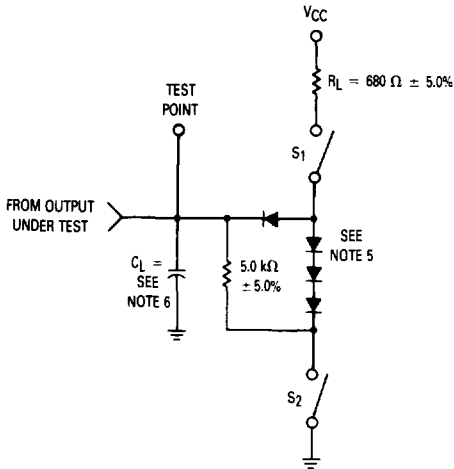 VCC
RL = 680 Ω ± 5.0%
TEST
POINT
S1
FROM OUTPUT
UNDER TEST
CL =
SEE
NOTE 6
5.0 kΩ
± 5.0%
SEE
NOTE 5
S2